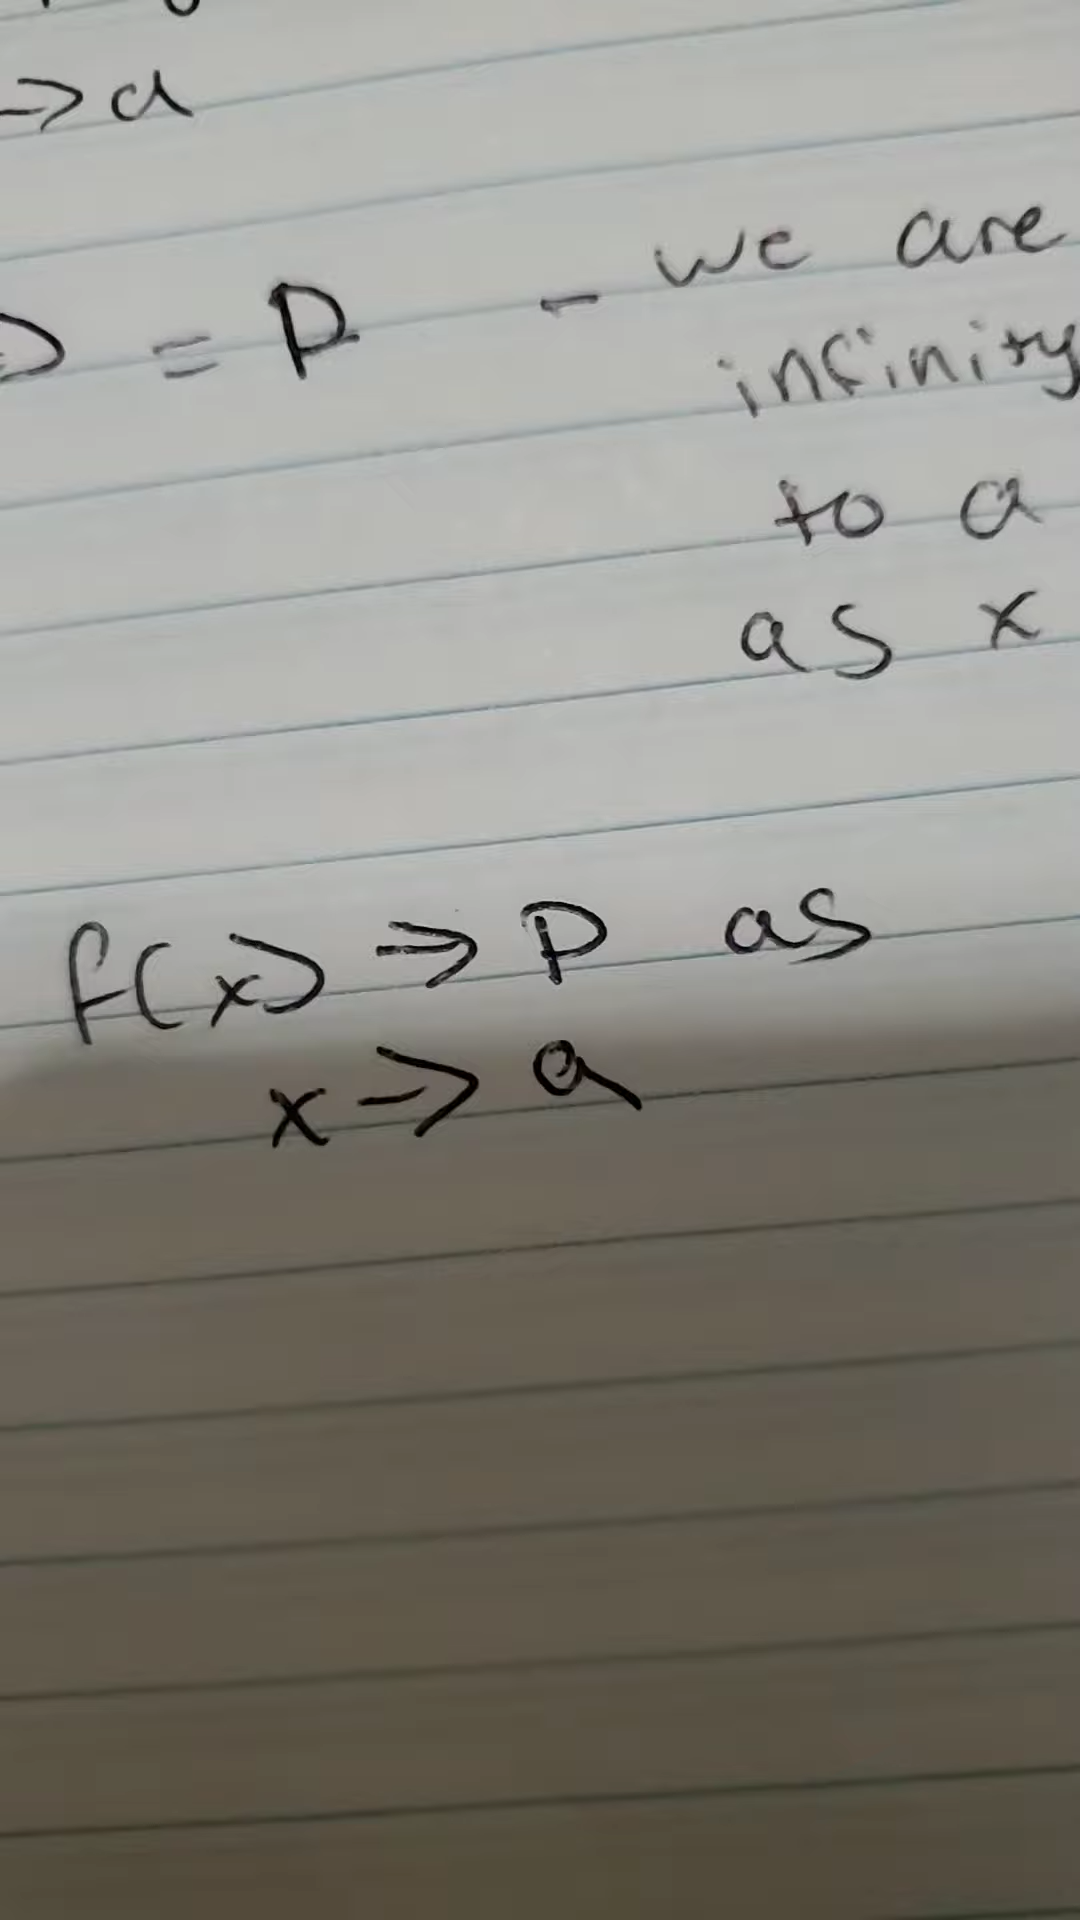 → a
= P - we are
infinity
to a
as x
f(x) ⇒ P as
x → a